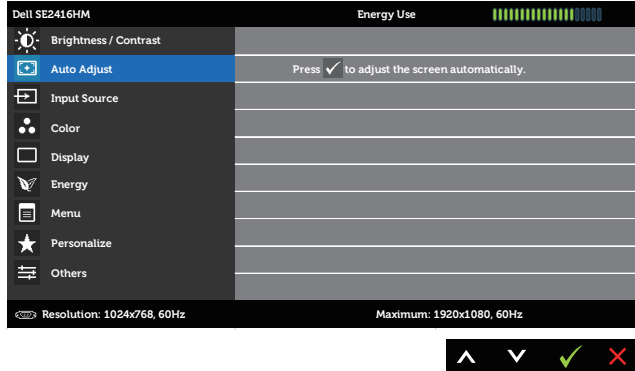 Dell SE2416HM Energy Use
Brightness / Contrast
Auto Adjust Press to adjust the screen automatically.
Input Source
Color
Display
Energy
Menu
Personalize
Others
Resolution: 1024x768, 60Hz Maximum: 1920x1080, 60Hz